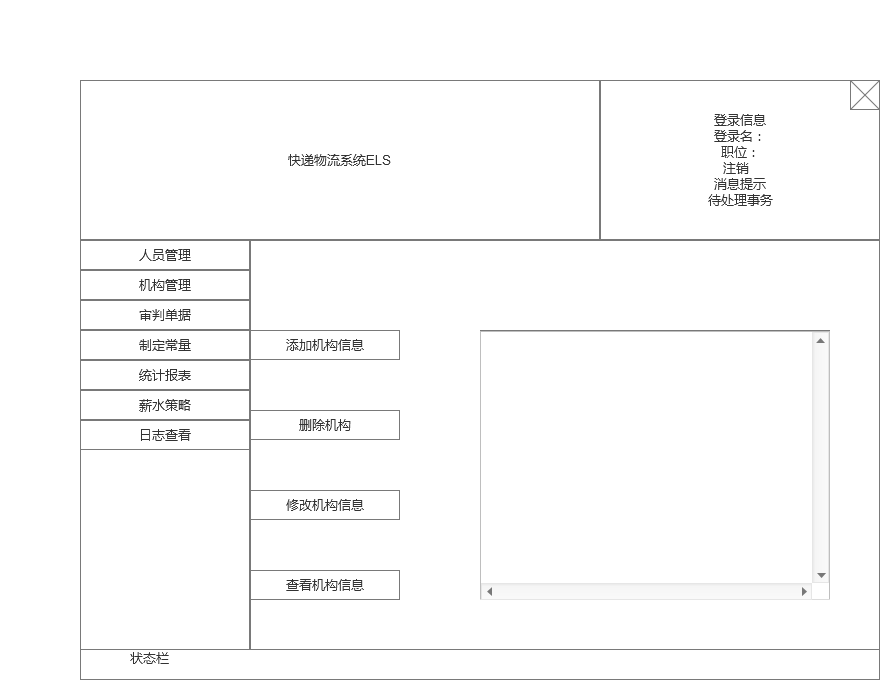 快递物流系统ELS
登录信息
登录名：
职位：
注销
消息提示
待处理事务
人员管理
机构管理
审判单据
制定常量
统计报表
薪水策略
日志查看
添加机构信息
删除机构
修改机构信息
查看机构信息
状态栏